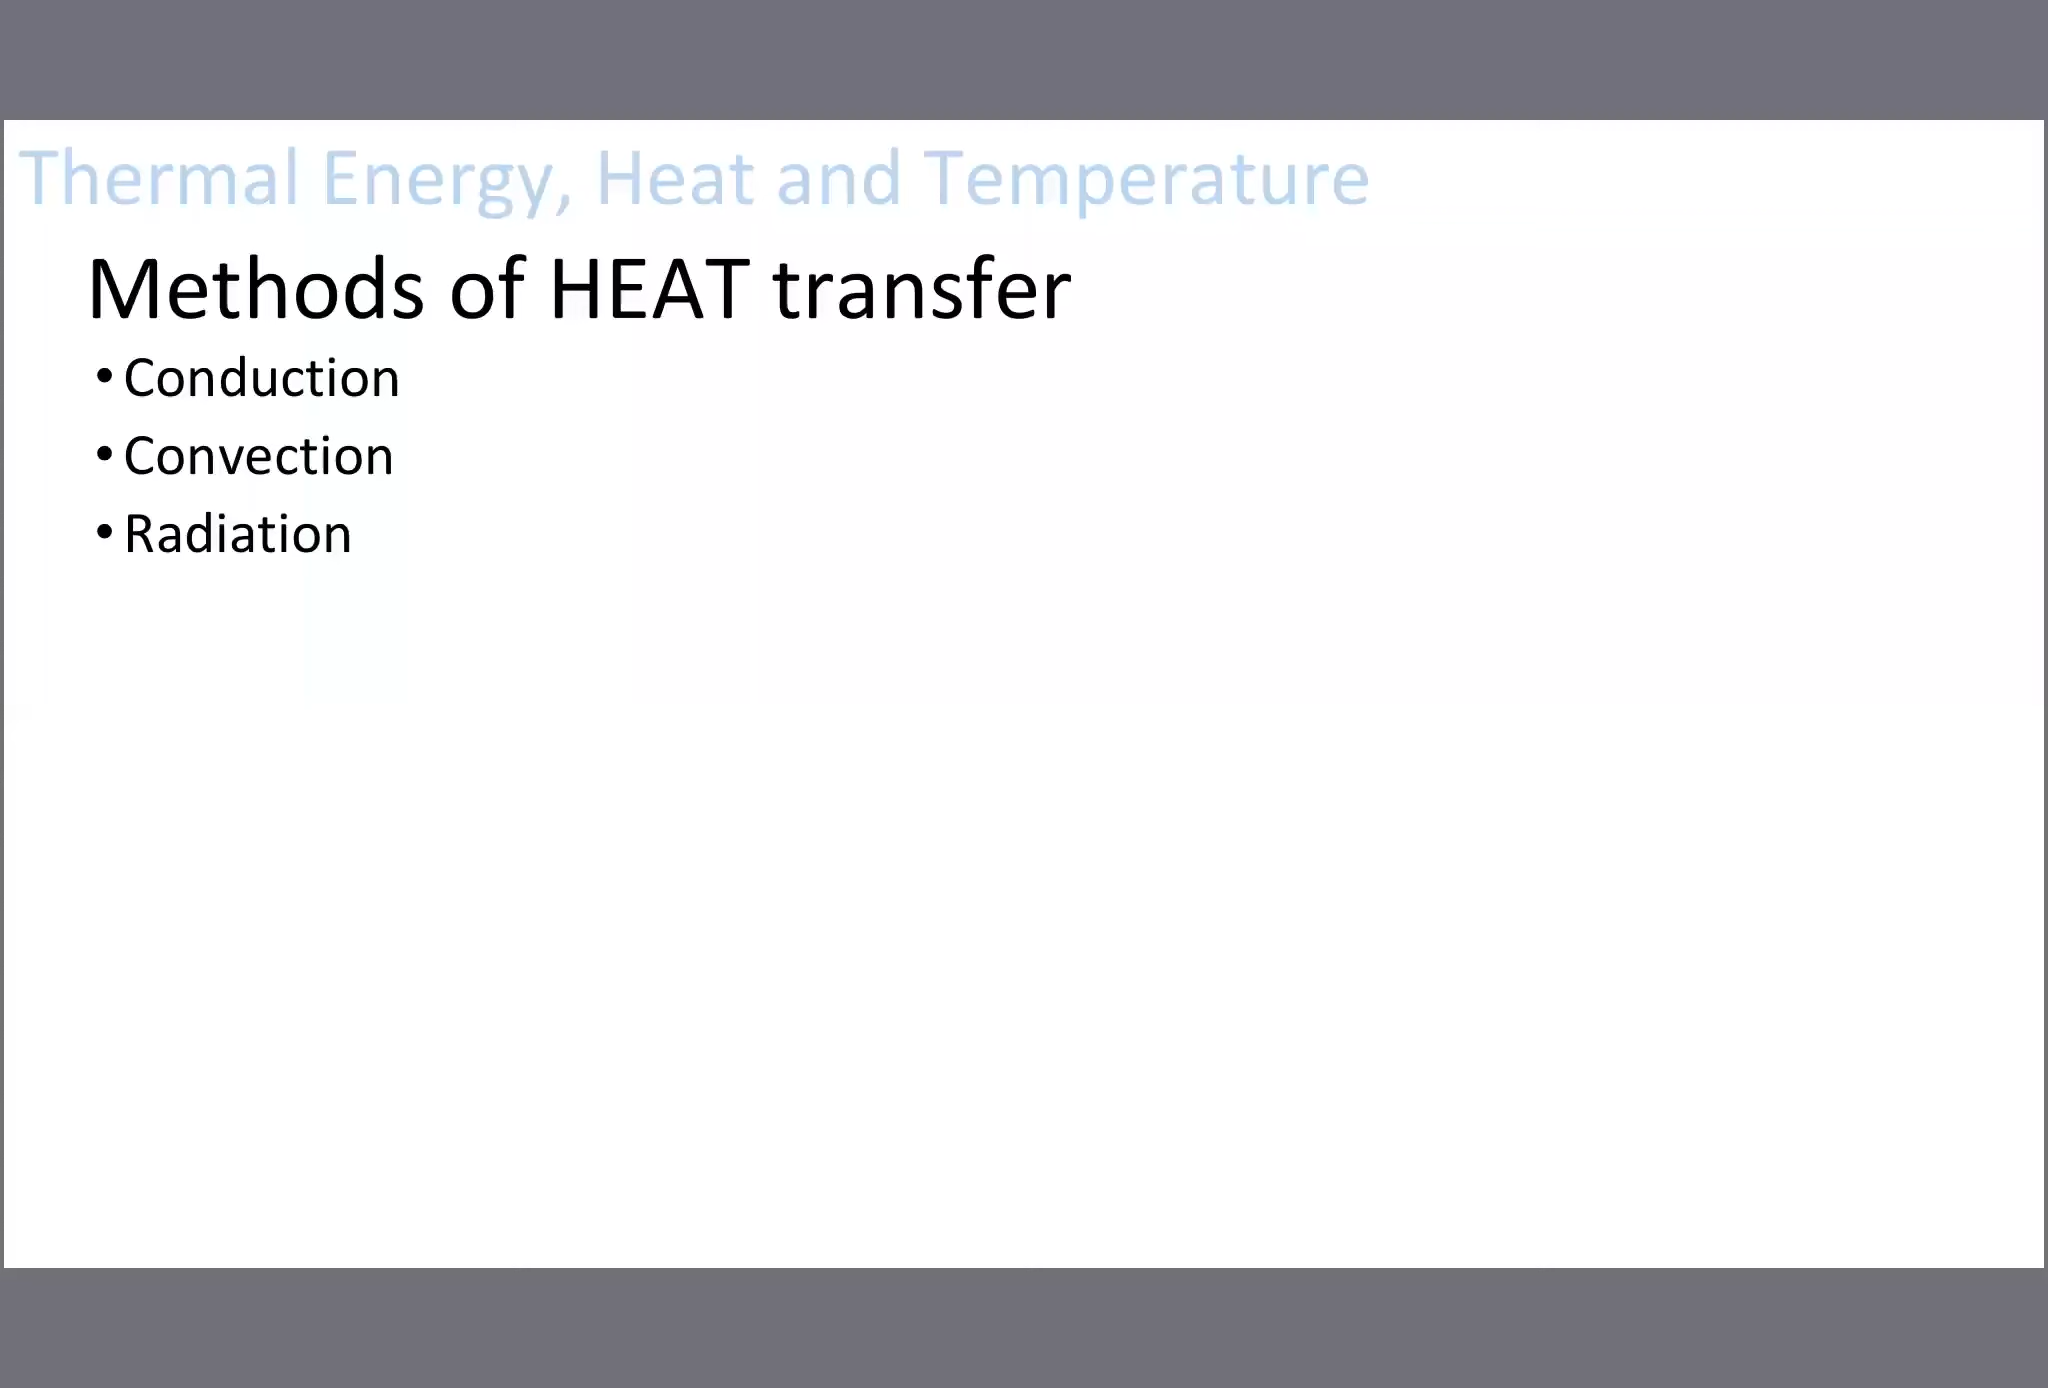 Thermal Energy, Heat and Temperature
Methods of HEAT transfer
• Conduction
• Convection
• Radiation